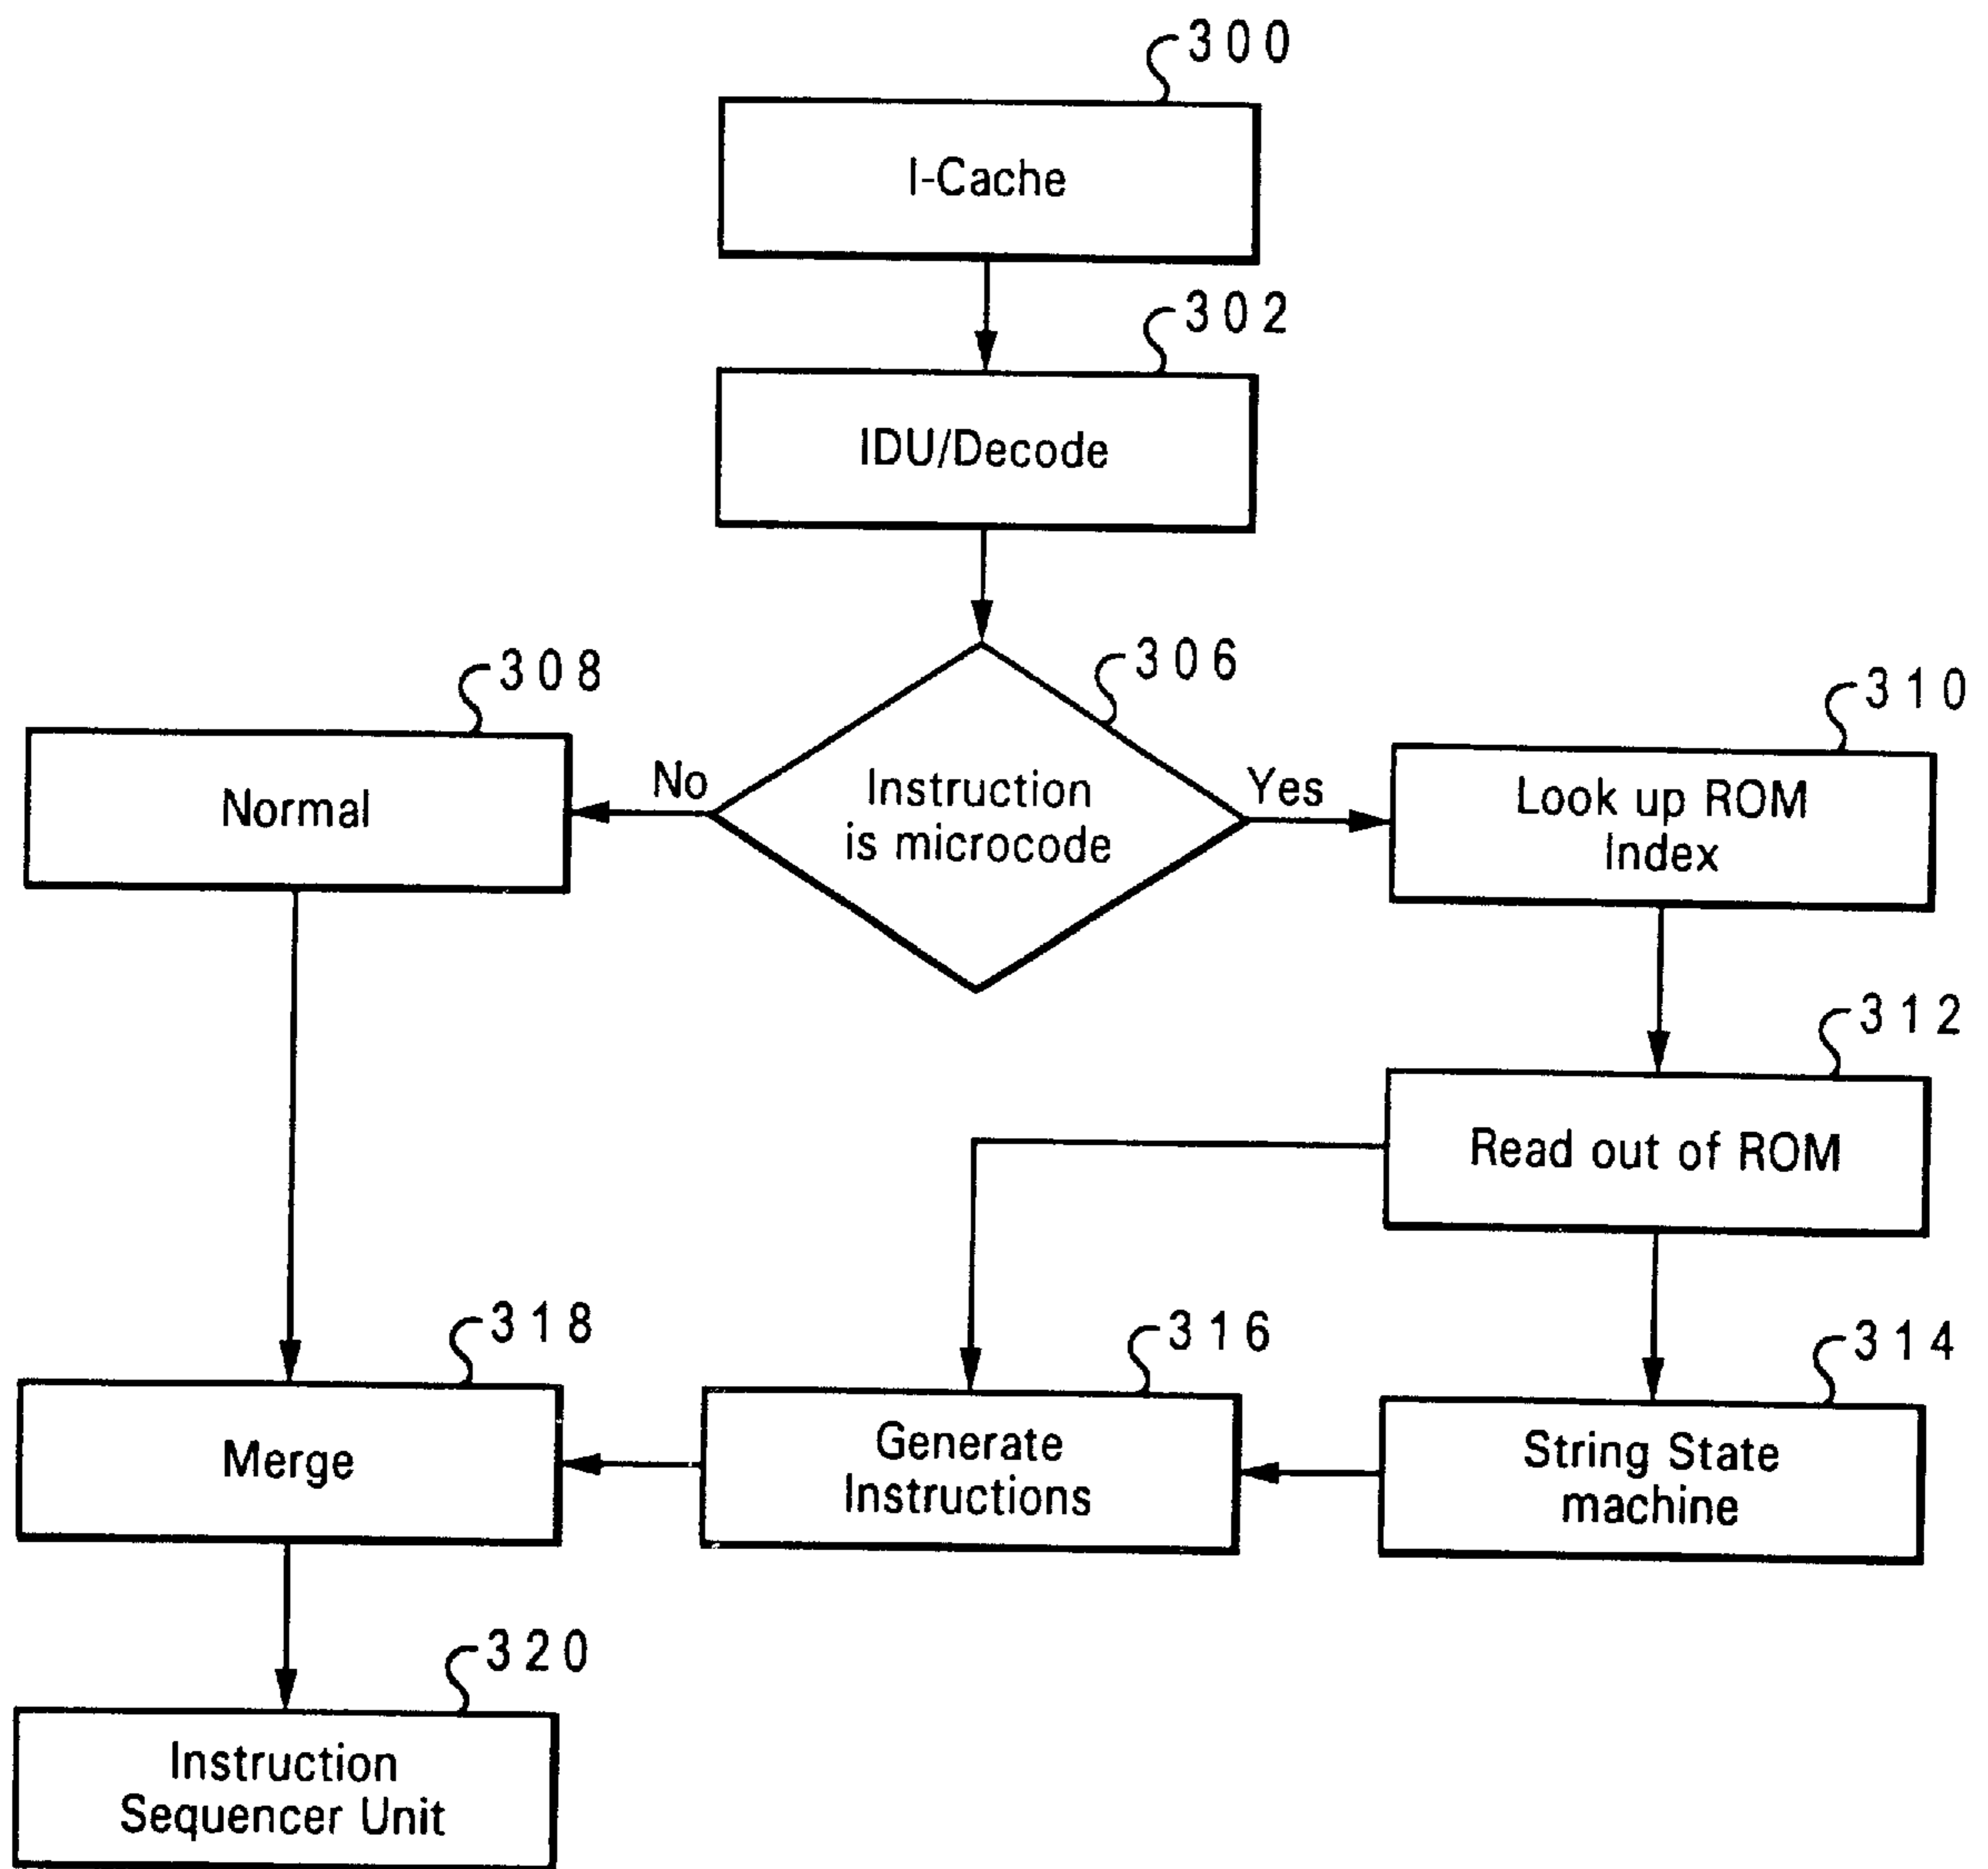 300
I-Cache
302
IDU/Decode
306
308
310
Normal
No
Instruction
is microcode
Yes
Look up ROM
Index
312
Read out of ROM
318
316
314
Merge
Generate
Instructions
String State
machine
320
Instruction
Sequencer Unit